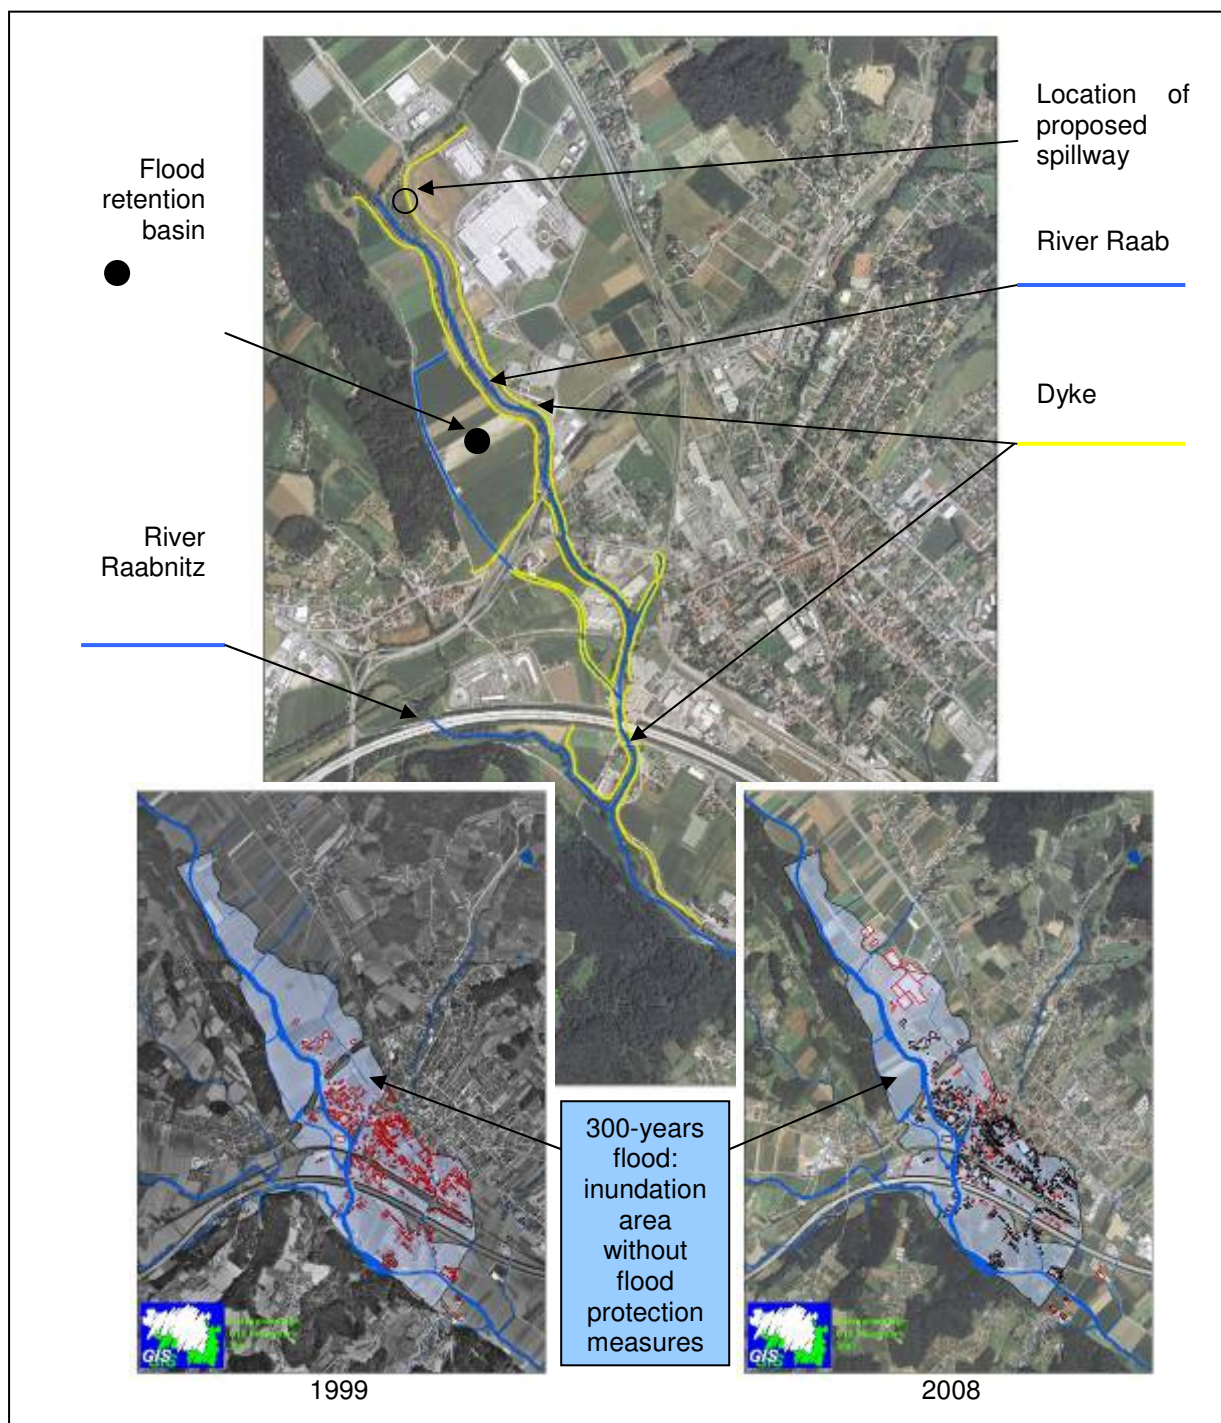 Location of
proposed
spillway
Flood
retention
basin
River Raab
Dyke
River
Raabnitz
300-years
flood:
inundation
area
without
flood
protection
measures
GIS
GIS
1999
2008